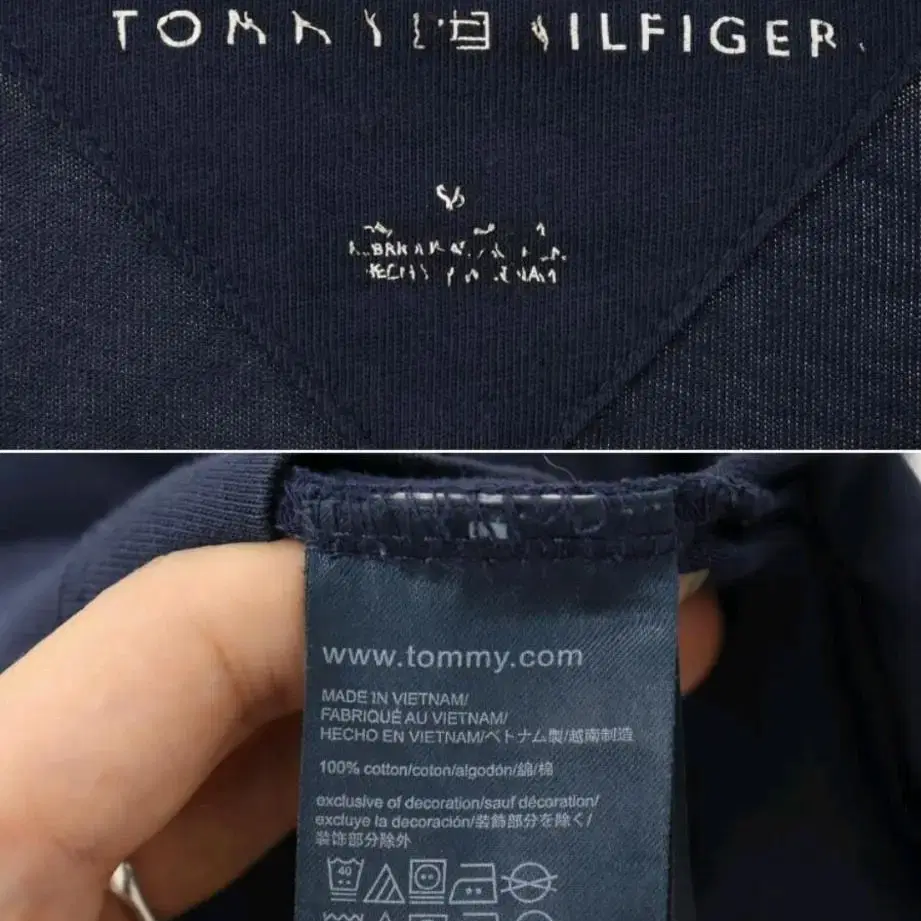 TOMMY HILFIGER
www.tommy.com
MADE IN VIETNAM/
FABRIQUÉ AU VIETNAM/
HECHO EN VIETNAM/ベトナム製/越南制造
100% cotton/coton/algodón/綿/棉
exclusive of decoration/sauf décoration/
excluye la decoración/装飾部分を除く/
装饰部分除外
40